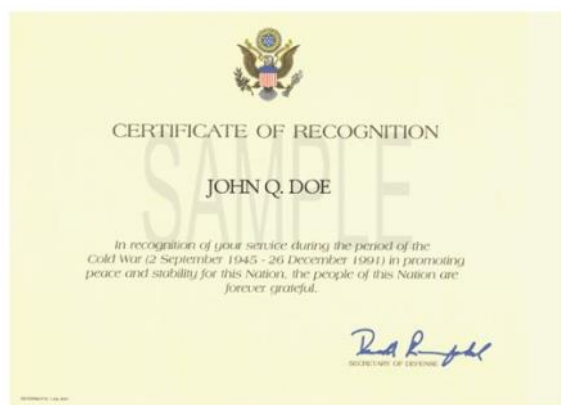 CERTIFICATE OF RECOGNITION
SAMPLE
JOHN Q. DOE
In recognition of your service during the period of the
Cold War (2 September 1945 - 26 December 1991) in promoting
peace and stability for this Nation, the people of this Nation are
forever grateful.
SECRETARY OF DEFENSE